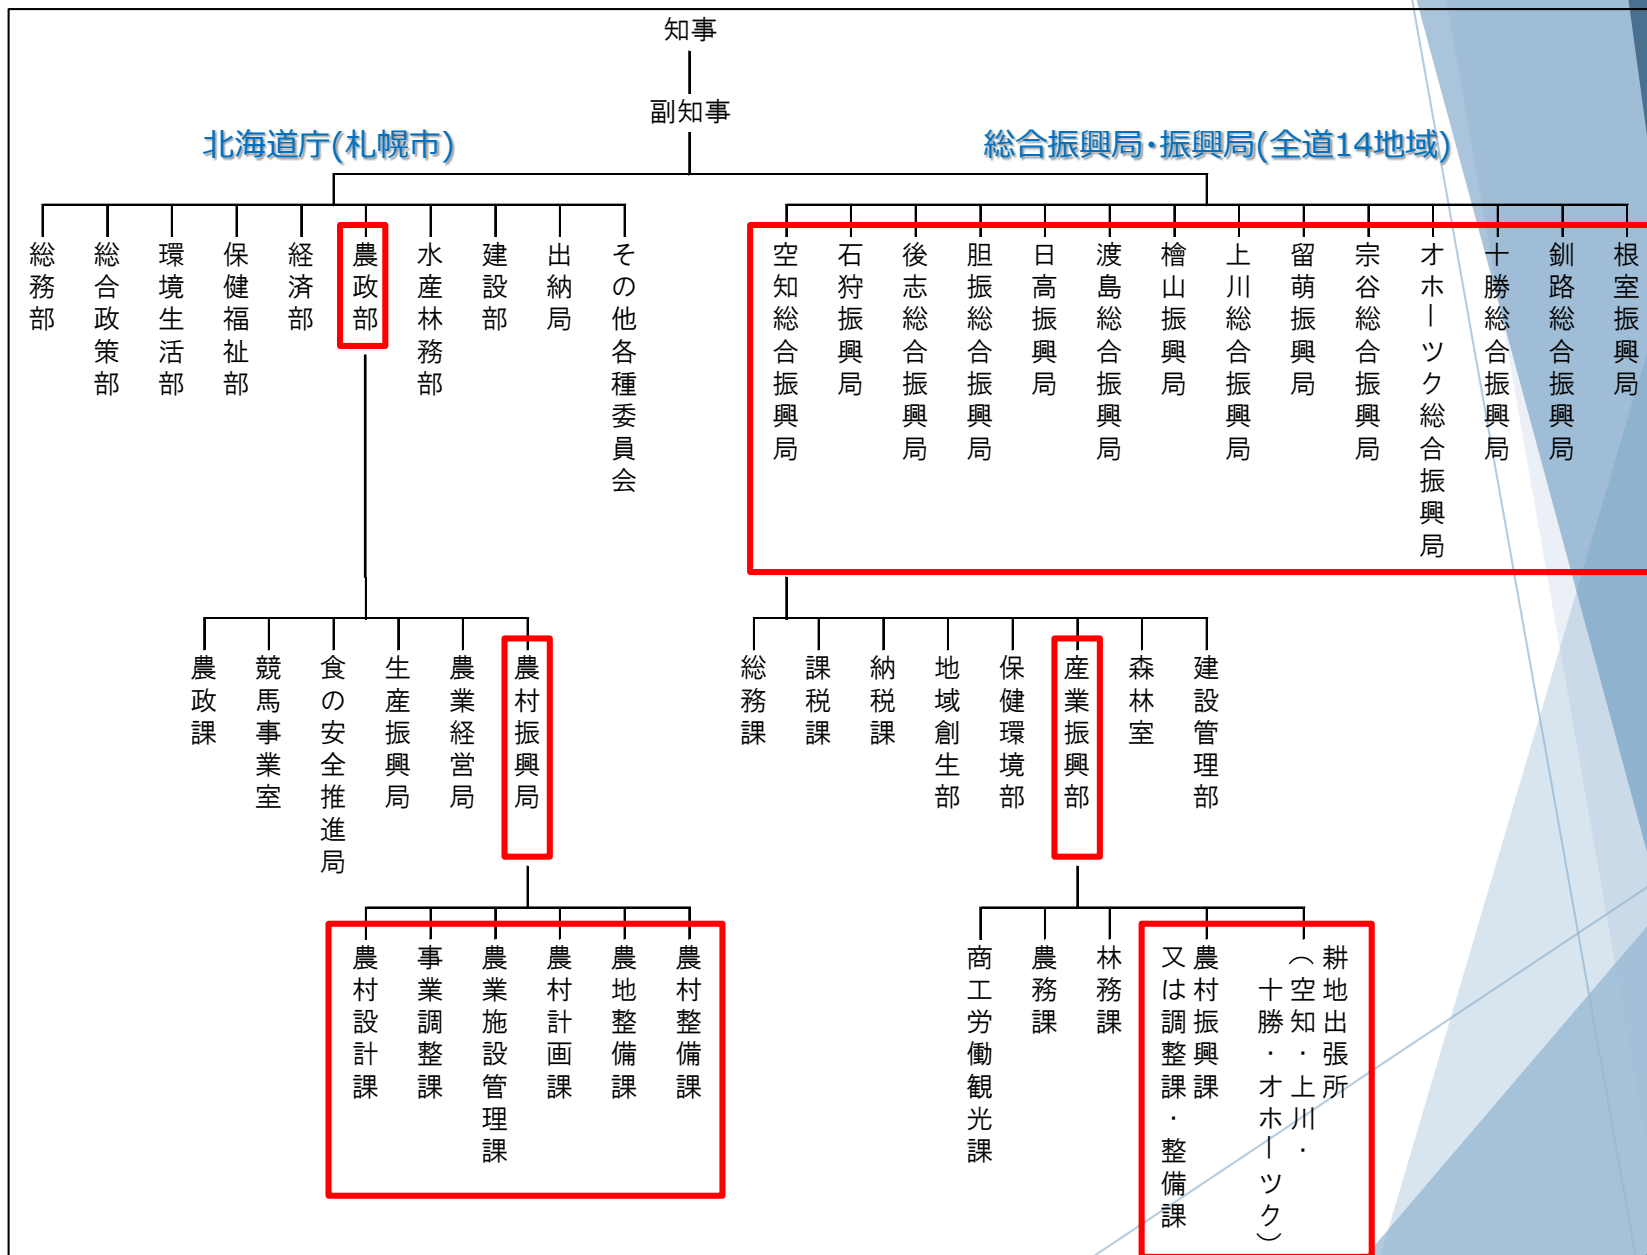 知事
副知事
北海道庁(札幌市)
総合振興局・振興局(全道14地域)
総務部
総合政策部
環境生活部
保健福祉部
経済部
農政部
水産林務部
建設部
出納局
その他各種委員会
空知総合振興局
石狩振興局
後志総合振興局
胆振総合振興局
日高振興局
渡島総合振興局
檜山振興局
上川総合振興局
留萌振興局
宗谷総合振興局
オホーツク総合振興局
十勝総合振興局
釧路総合振興局
根室振興局
農政課
競馬事業室
食の安全推進局
生産振興局
農業経営局
農村振興局
総務課
課税課
納税課
地域創生部
保健環境部
産業振興部
森林室
建設管理部
農村設計課
事業調整課
農業施設管理課
農村計画課
農地整備課
農村整備課
商工労働観光課
農務課
林務課
農村振興課
又は調整課・整備課
耕地出張所
(空知・上川・
十勝・オホーツク)